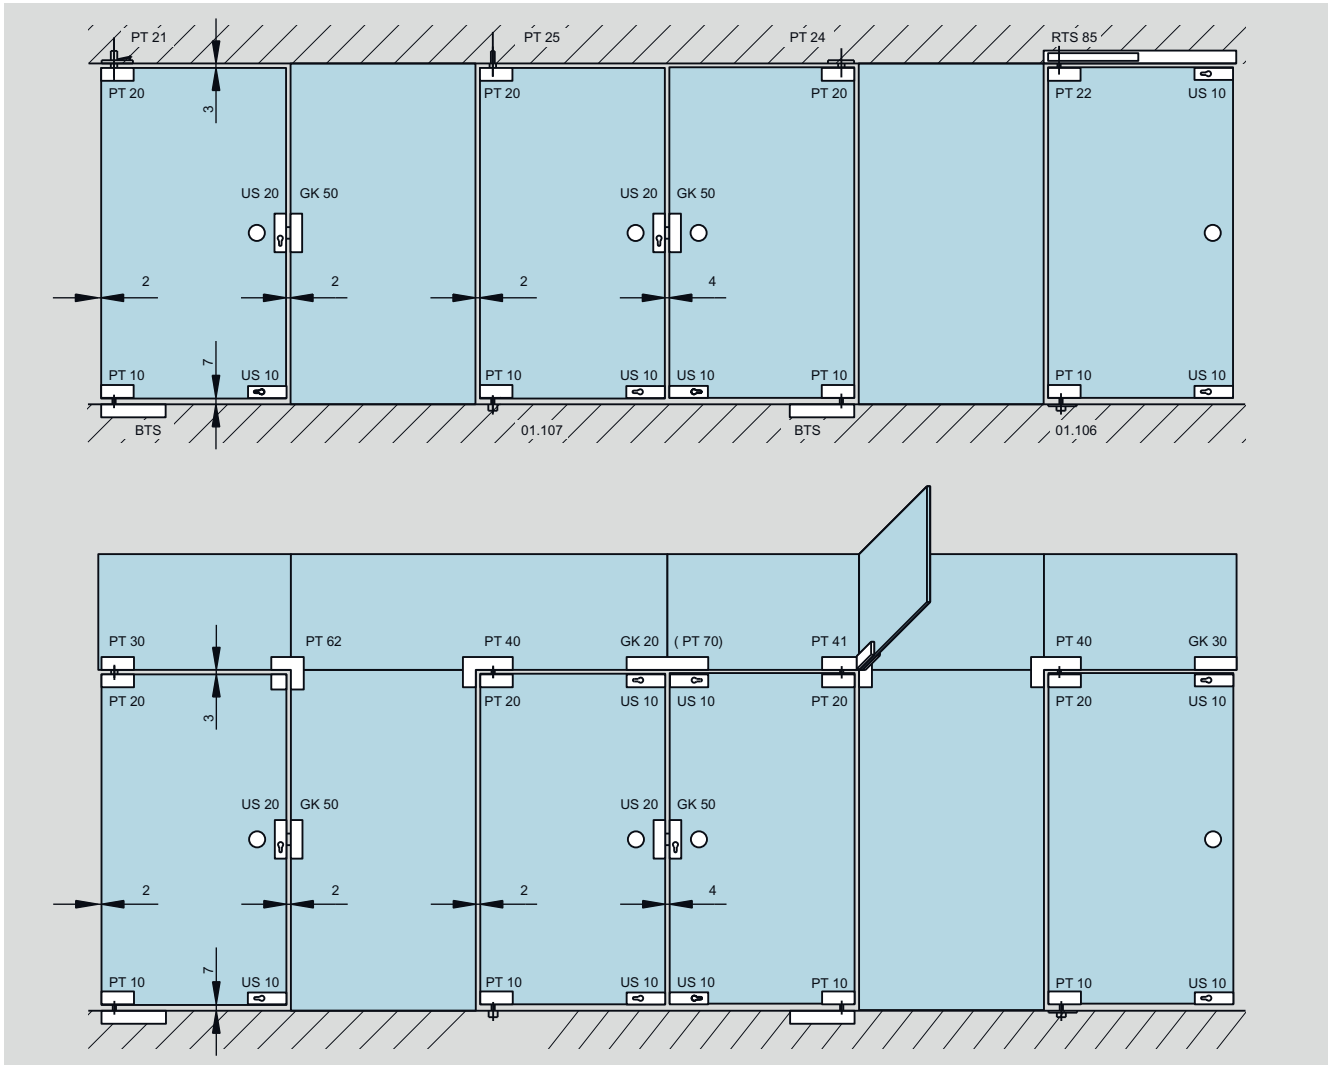 PT 21 PT 25 PT 24 RTS 85
PT 20 PT 20 PT 20 PT 22 US 10
3
US 20 GK 50 US 20 GK 50
2 2 2 4
7
PT 10 US 10 PT 10 US 10 US 10 PT 10 PT 10 US 10
BTS 01.107 BTS 01.106
PT 30 PT 62 PT 40 GK 20 ( PT 70) PT 41 PT 40 GK 30
PT 20 PT 20 US 10 US 10 PT 20 PT 20 US 10
3
US 20 GK 50 US 20 GK 50
2 2 2 4
7
PT 10 US 10 PT 10 US 10 US 10 PT 10 PT 10 US 10